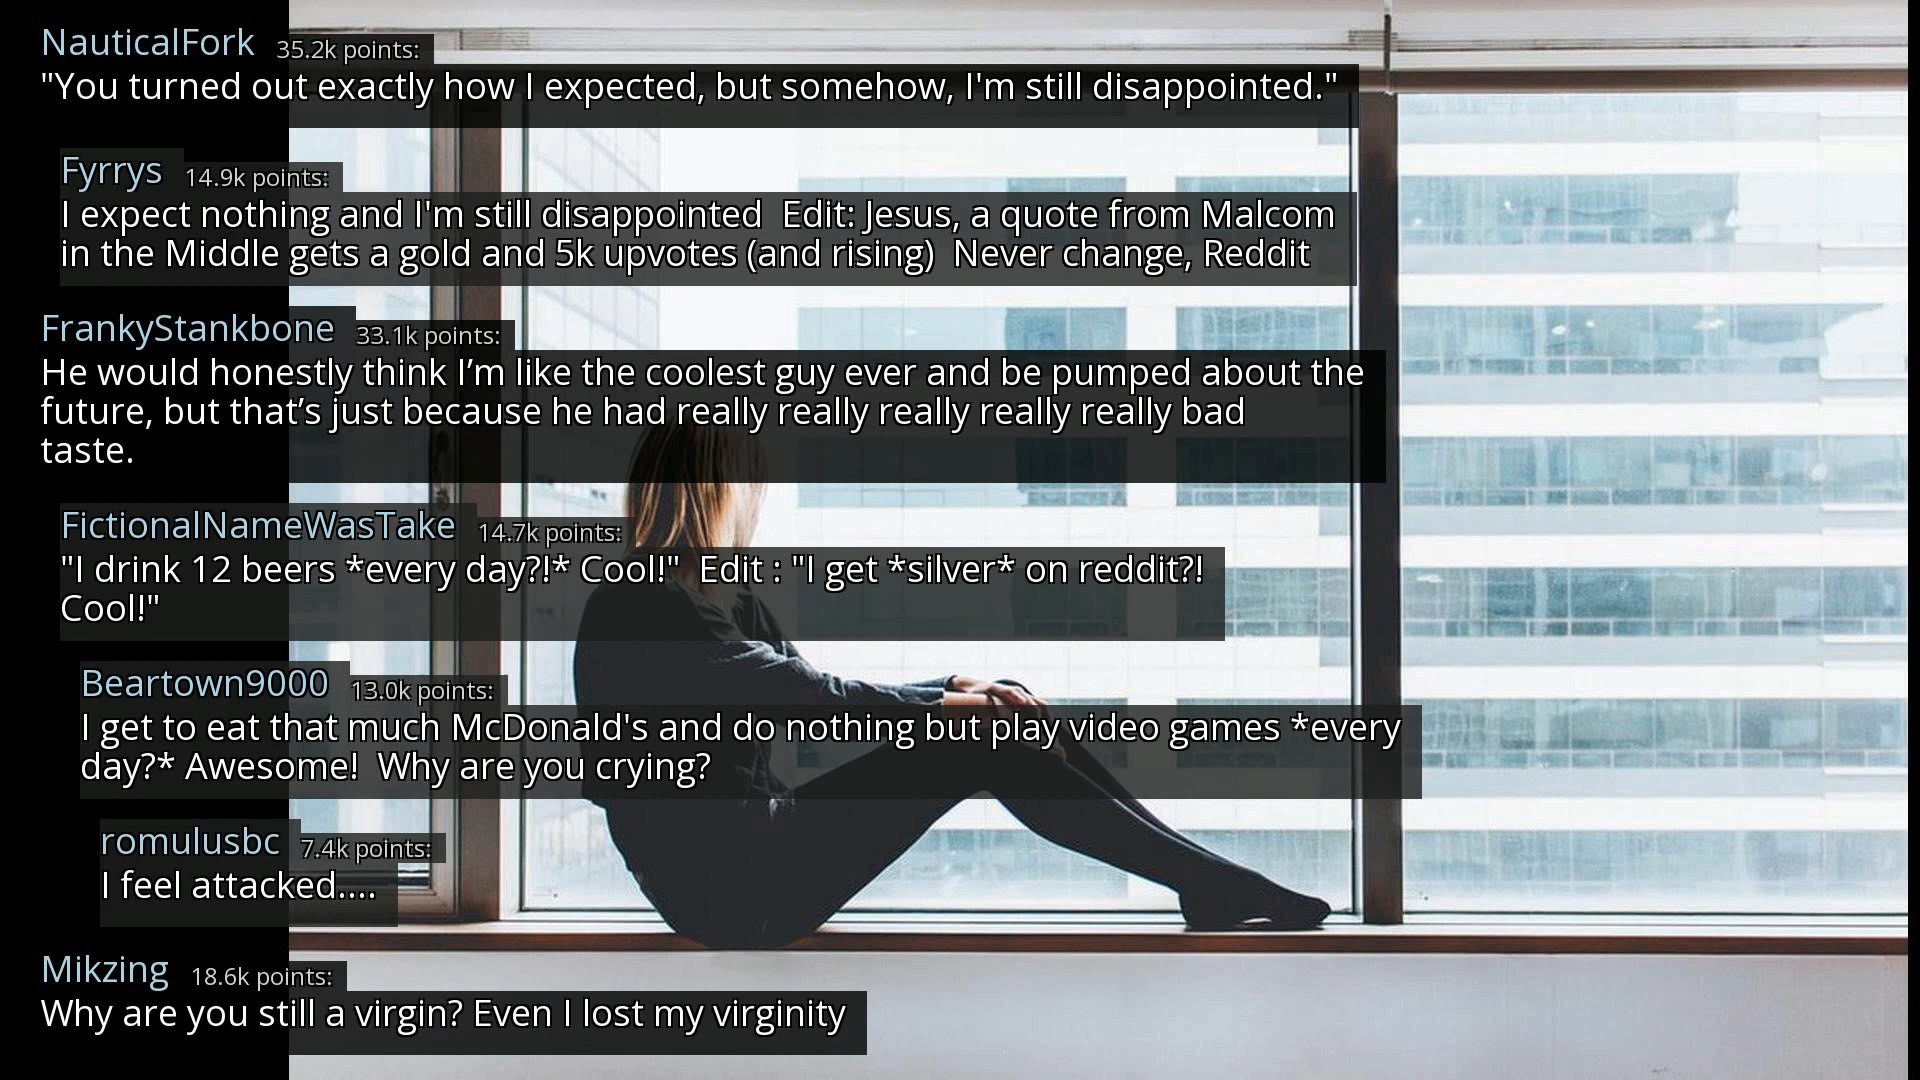 NauticalFork 35.2k points:
"You turned out exactly how I expected, but somehow, I'm still disappointed."
Fyrrys 14.9k points:
I expect nothing and I'm still disappointed  Edit: Jesus, a quote from Malcom
in the Middle gets a gold and 5k upvotes (and rising)  Never change, Reddit
FrankyStankbone 33.1k points:
He would honestly think I’m like the coolest guy ever and be pumped about the
future, but that’s just because he had really really really really really bad
taste.
FictionalNameWasTake 14.7k points:
"I drink 12 beers *every day?!* Cool!"  Edit : "I get *silver* on reddit?!
Cool!"
Beartown9000 13.0k points:
I get to eat that much McDonald's and do nothing but play video games *every
day?* Awesome!  Why are you crying?
romulusbc 7.4k points:
I feel attacked....
Mikzing 18.6k points:
Why are you still a virgin? Even I lost my virginity